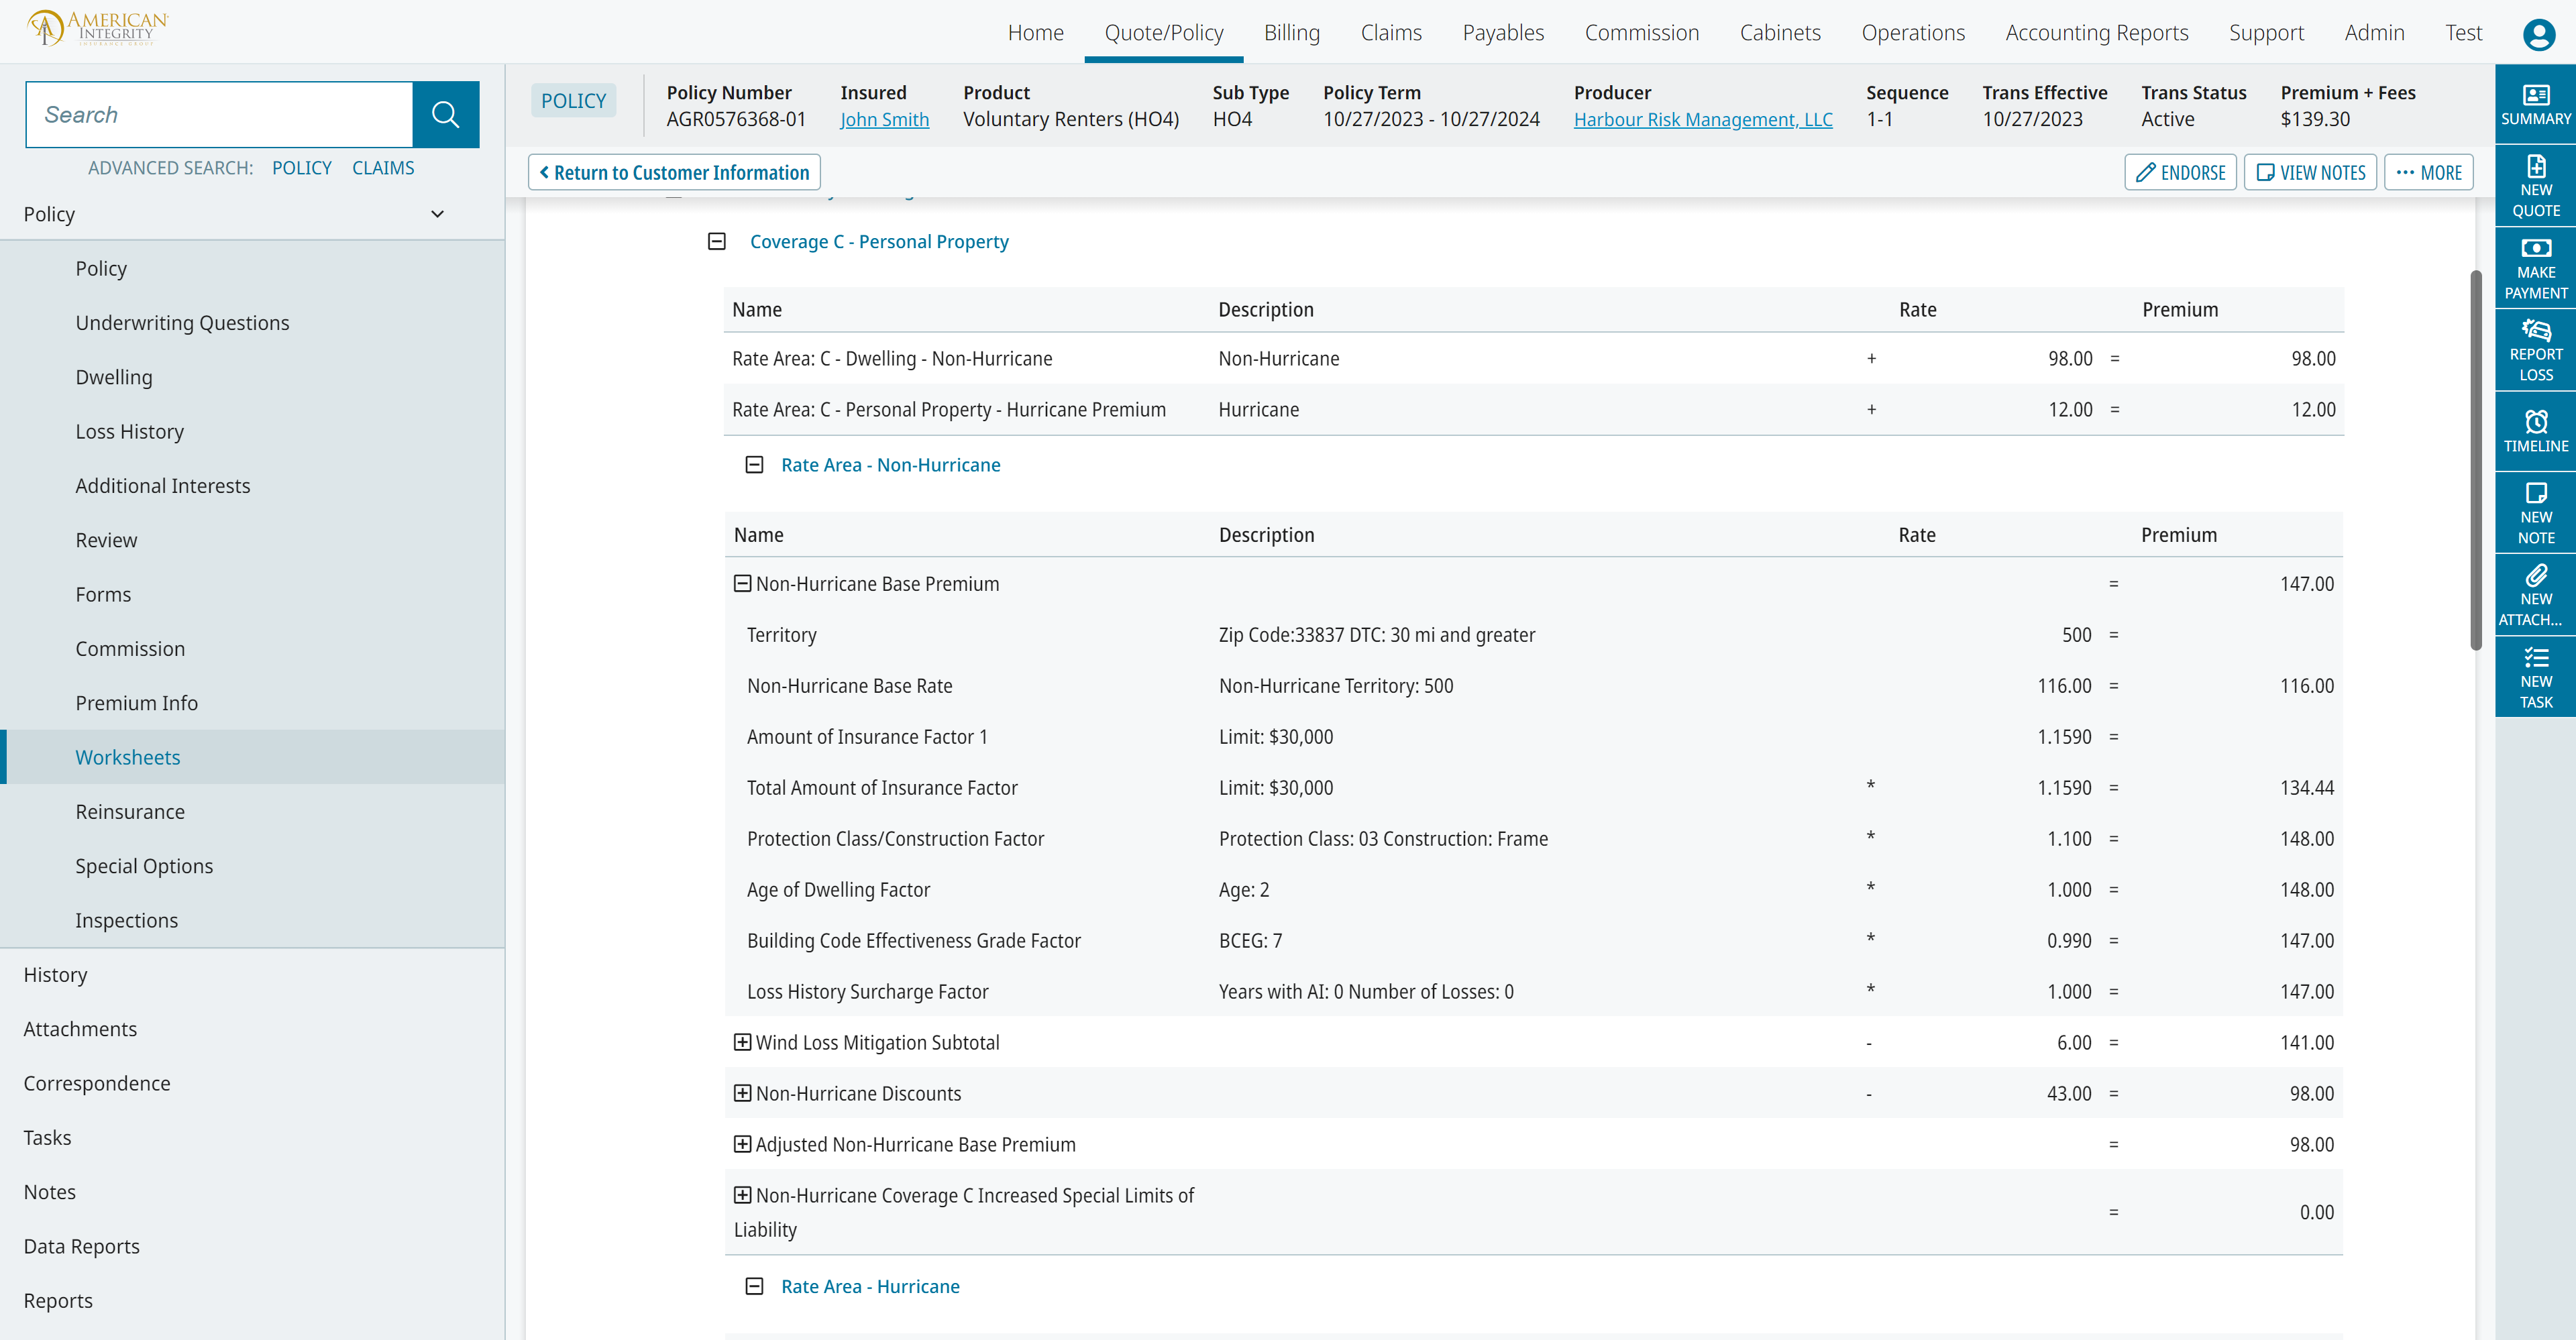 AMERICAN
INTEGRITY
INSURANCE GROUP
Home Quote/Policy Billing Claims Payables Commission Cabinets Operations Accounting Reports Support Admin Test
Search
ADVANCED SEARCH: POLICY CLAIMS
Policy
Policy
Underwriting Questions
Dwelling
Loss History
Additional Interests
Review
Forms
Commission
Premium Info
Worksheets
Reinsurance
Special Options
Inspections
History
Attachments
Correspondence
Tasks
Notes
Data Reports
Reports
POLICY
Policy Number Insured Product Sub Type Policy Term Producer Sequence Trans Effective Trans Status Premium + Fees
AGR0576368-01 John Smith Voluntary Renters (HO4) HO4 10/27/2023 - 10/27/2024 Harbour Risk Management, LLC 1-1 10/27/2023 Active $139.30
Return to Customer Information ENDORSE VIEW NOTES MORE
Coverage C - Personal Property
Name Description Rate Premium
Rate Area: C - Dwelling - Non-Hurricane Non-Hurricane + 98.00 = 98.00
Rate Area: C - Personal Property - Hurricane Premium Hurricane + 12.00 = 12.00
Rate Area - Non-Hurricane
Name Description Rate Premium
Non-Hurricane Base Premium = 147.00
Territory Zip Code:33837 DTC: 30 mi and greater 500 =
Non-Hurricane Base Rate Non-Hurricane Territory: 500 116.00 = 116.00
Amount of Insurance Factor 1 Limit: $30,000 1.1590 =
Total Amount of Insurance Factor Limit: $30,000 * 1.1590 = 134.44
Protection Class/Construction Factor Protection Class: 03 Construction: Frame * 1.100 = 148.00
Age of Dwelling Factor Age: 2 * 1.000 = 148.00
Building Code Effectiveness Grade Factor BCEG: 7 * 0.990 = 147.00
Loss History Surcharge Factor Years with AI: 0 Number of Losses: 0 * 1.000 = 147.00
Wind Loss Mitigation Subtotal - 6.00 = 141.00
Non-Hurricane Discounts - 43.00 = 98.00
Adjusted Non-Hurricane Base Premium = 98.00
Non-Hurricane Coverage C Increased Special Limits of
Liability = 0.00
Rate Area - Hurricane
SUMMARY
NEW
QUOTE
MAKE
PAYMENT
REPORT
LOSS
TIMELINE
NEW
NOTE
NEW
ATTACH...
NEW
TASK